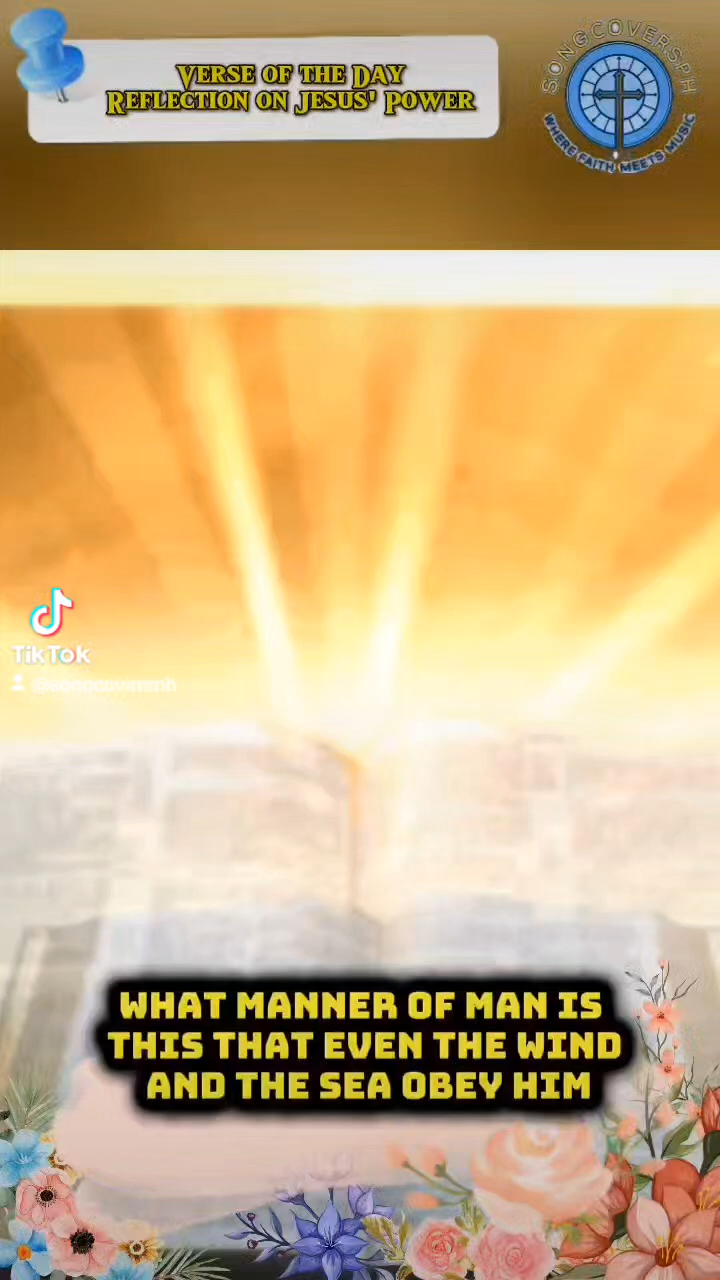 VERSE OF THE DAY
REFLECTION ON JESUS' POWER
SONGCOVERSPH
WHERE FAITH MEETS MUSIC
TikTok
@songcoversph
WHAT MANNER OF MAN IS
THIS THAT EVEN THE WIND
AND THE SEA OBEY HIM